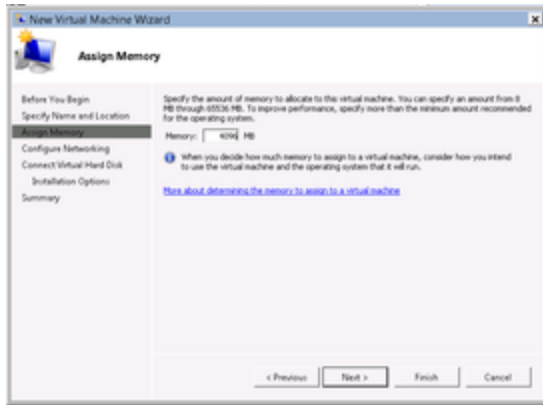 New Virtual Machine Wizard
Assign Memory
Before You Begin
Specify Name and Location
Assign Memory
Configure Networking
Connect Virtual Hard Disk
Installation Options
Summary
Specify the amount of memory to allocate to this virtual machine. You can specify an amount from 8
MB through 65536 MB. To improve performance, specify more than the minimum amount recommended
for the operating system.
Memory: 4096 MB
When you decide how much memory to assign to a virtual machine, consider how you intend
to use the virtual machine and the operating system that it will run.
More about determining the memory to assign to a virtual machine
< Previous Next > Finish Cancel